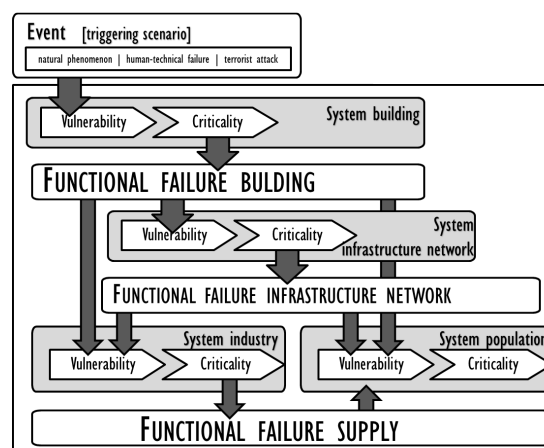 Event [triggering scenario]
natural phenomenon | human-technical failure | terrorist attack
System building
Vulnerability Criticality
FUNCTIONAL FAILURE BULDING
System
infrastructure network
Vulnerability Criticality
FUNCTIONAL FAILURE INFRASTRUCTURE NETWORK
System industry
Vulnerability Criticality
System population
Vulnerability Criticality
FUNCTIONAL FAILURE SUPPLY